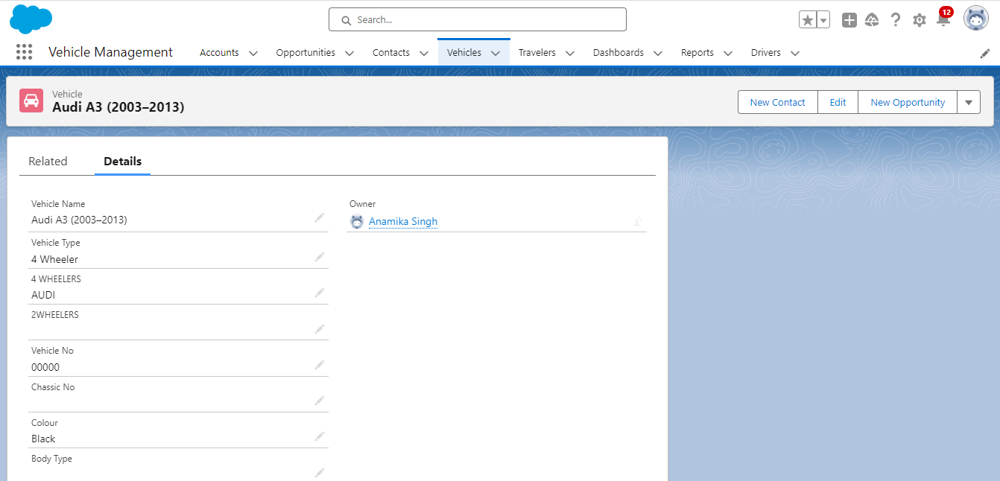 Search...
12
Vehicle Management
Accounts
Opportunities
Contacts
Vehicles
Travelers
Dashboards
Reports
Drivers
Vehicle
Audi A3 (2003–2013)
New Contact
Edit
New Opportunity
Related
Details
Vehicle Name
Audi A3 (2003–2013)
Owner
Anamika Singh
Vehicle Type
4 Wheeler
4 WHEELERS
AUDI
2WHEELERS
Vehicle No
00000
Chassic No
Colour
Black
Body Type